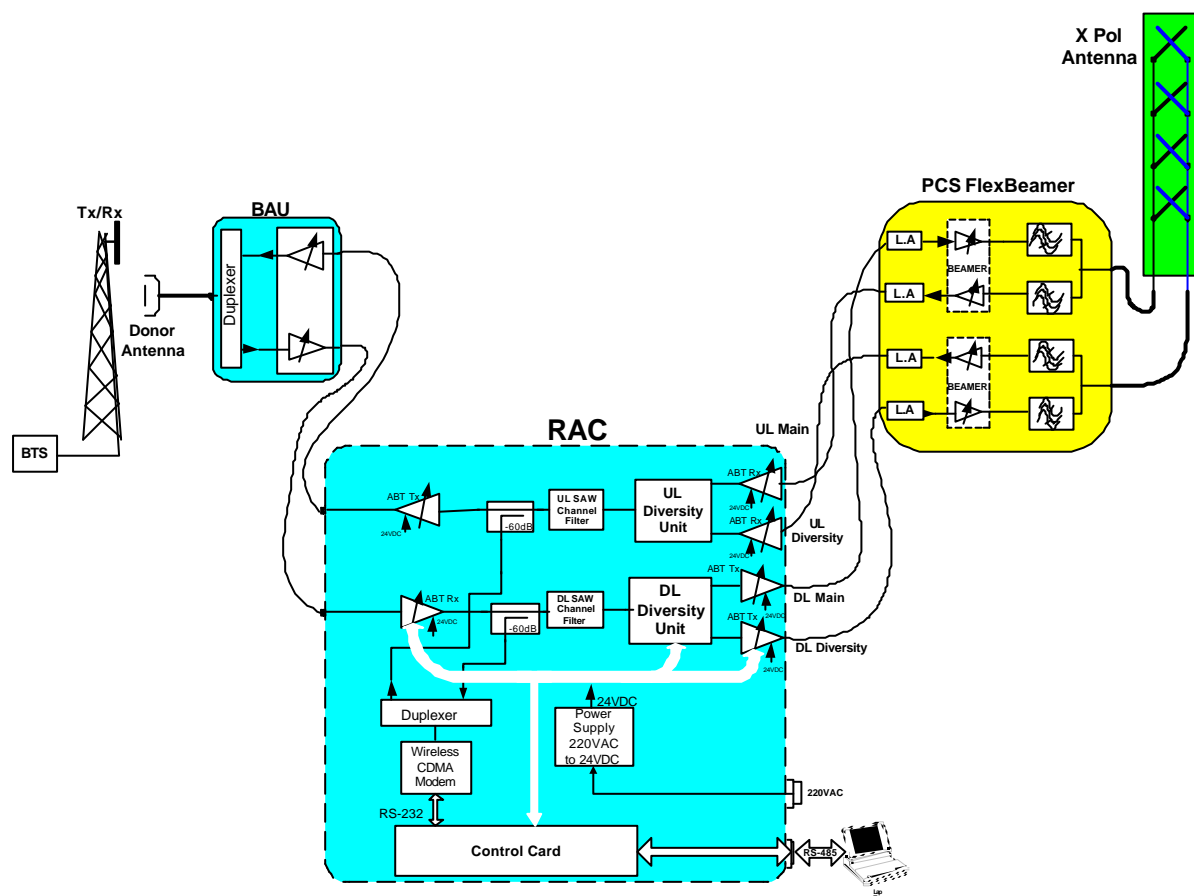 X Pol
Antenna
PCS FlexBeamer
L.A
BEAMER
L.A
L.A
BEAMER
L.A
Tx/Rx
BAU
Duplexer
Donor
Antenna
BTS
RAC
UL Main
ABT Tx
24VDC
-60dB
UL SAW
Channel
Filter
UL
Diversity
Unit
ABT Rx
24VDC
ABT Rx
24VDC
UL
Diversity
ABT Rx
24VDC
-60dB
DL SAW
Channel
Filter
DL
Diversity
Unit
ABT Tx
24VDC
DL Main
ABT Tx
24VDC
DL Diversity
Duplexer
Wireless
CDMA
Modem
RS-232
24VDC
Power
Supply
220VAC
to 24VDC
220VAC
Control Card
RS-485